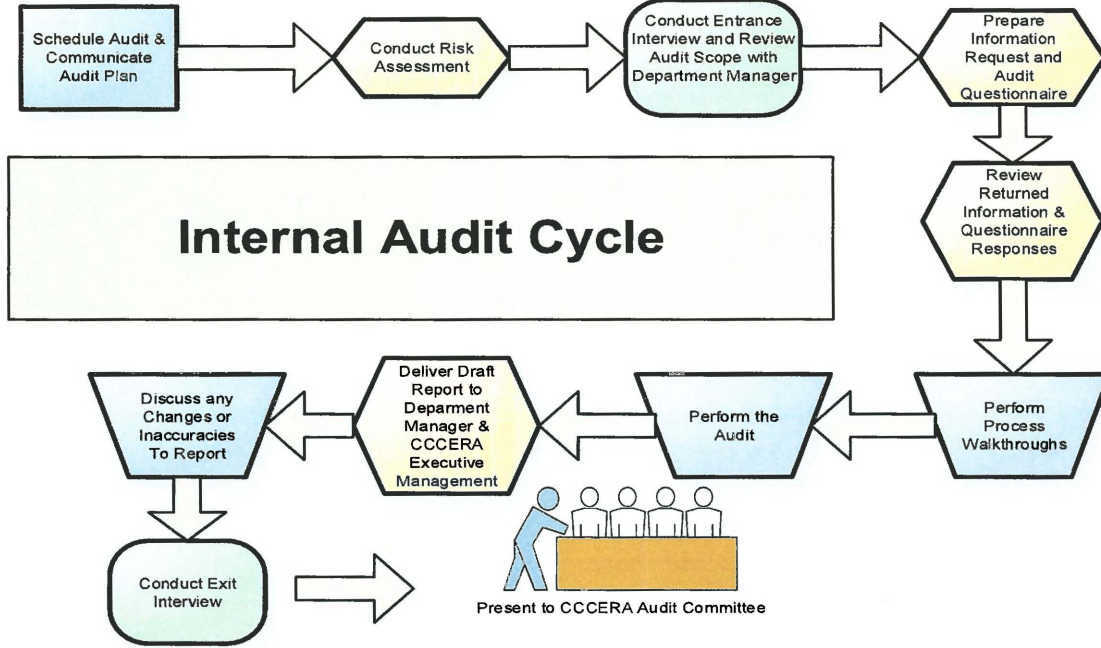 Schedule Audit &
Communicate
Audit Plan
Conduct Risk
Assessment
Conduct Entrance
Interview and Review
Audit Scope with
Department Manager
Prepare
Information
Request and
Audit
Questionnaire
Review
Returned
Information &
Questionnaire
Responses
Internal Audit Cycle
Perform
Process
Walkthroughs
Perform the
Audit
Deliver Draft
Report to
Deparment
Manager &
CCCERA
Executive
Management
Discuss any
Changes or
Inaccuracies
To Report
Conduct Exit
Interview
Present to CCCERA Audit Committee